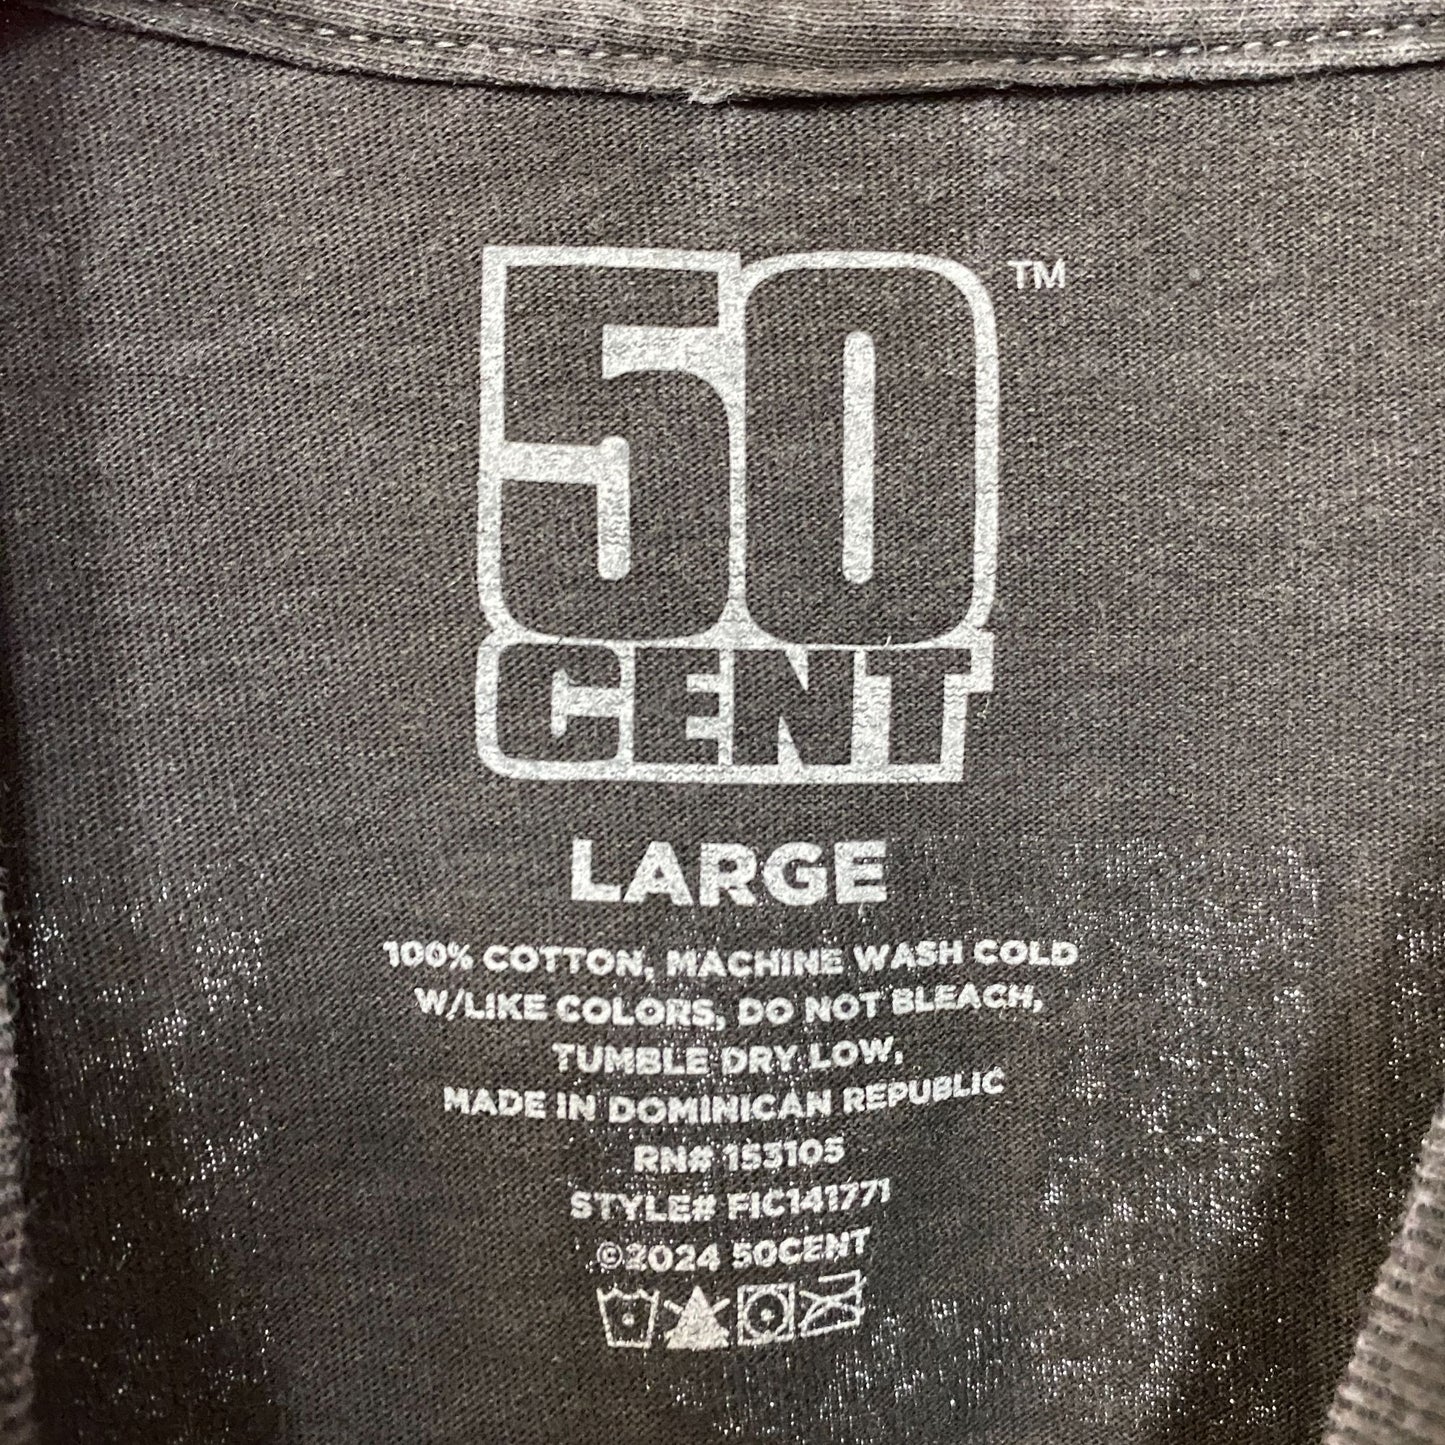 50 ™
CENT
LARGE
100% COTTON, MACHINE WASH COLD
W/LIKE COLORS, DO NOT BLEACH,
TUMBLE DRY LOW,
MADE IN DOMINICAN REPUBLIC
RN# 153105
STYLE# FIC141771
©2024 50CENT